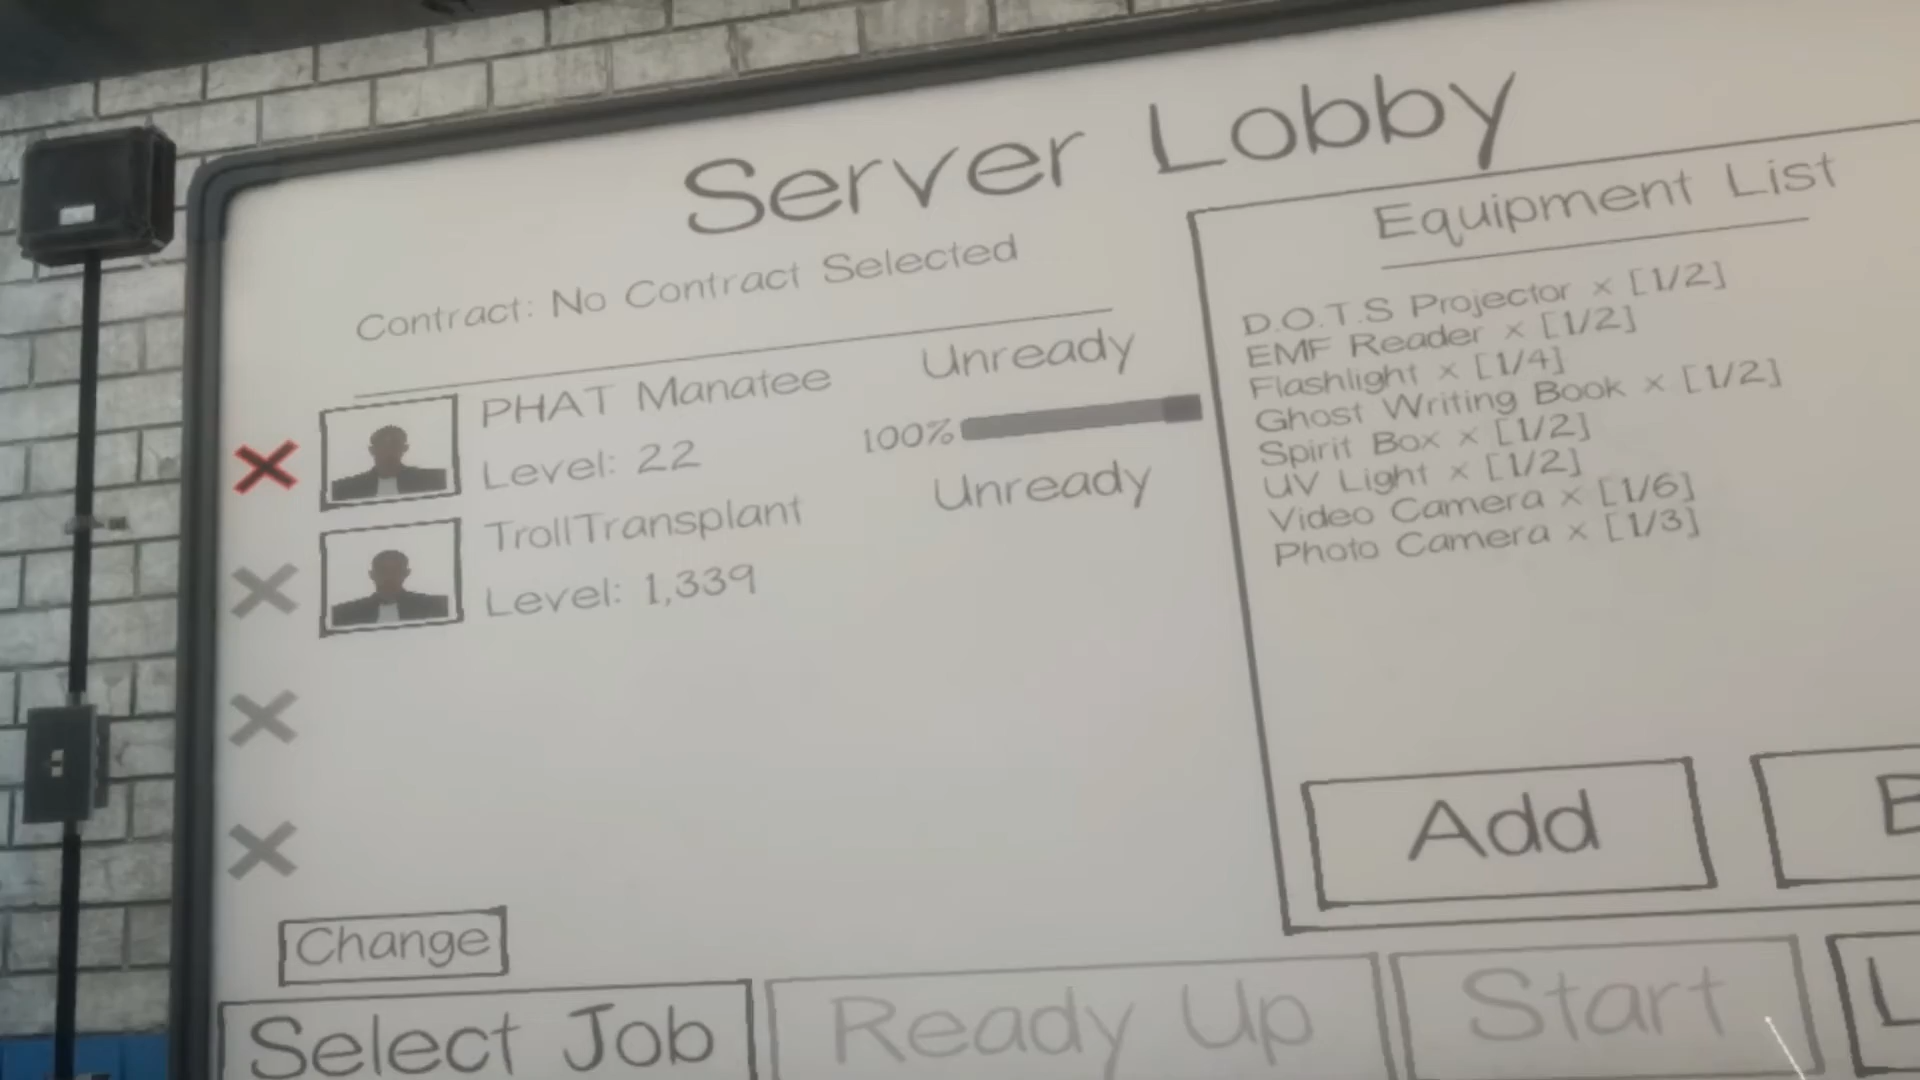 Server Lobby
Contract: No Contract Selected
PHAT Manatee
Unready
Level: 22
100%
TrollTransplant
Unready
Level: 1,339
Change
Select Job
Ready Up
Start
Equipment List
D.O.T.S Projector x [1/2]
EMF Reader x [1/2]
Flashlight x [1/4]
Ghost Writing Book x [1/2]
Spirit Box x [1/2]
UV Light x [1/2]
Video Camera x [1/6]
Photo Camera x [1/3]
Add